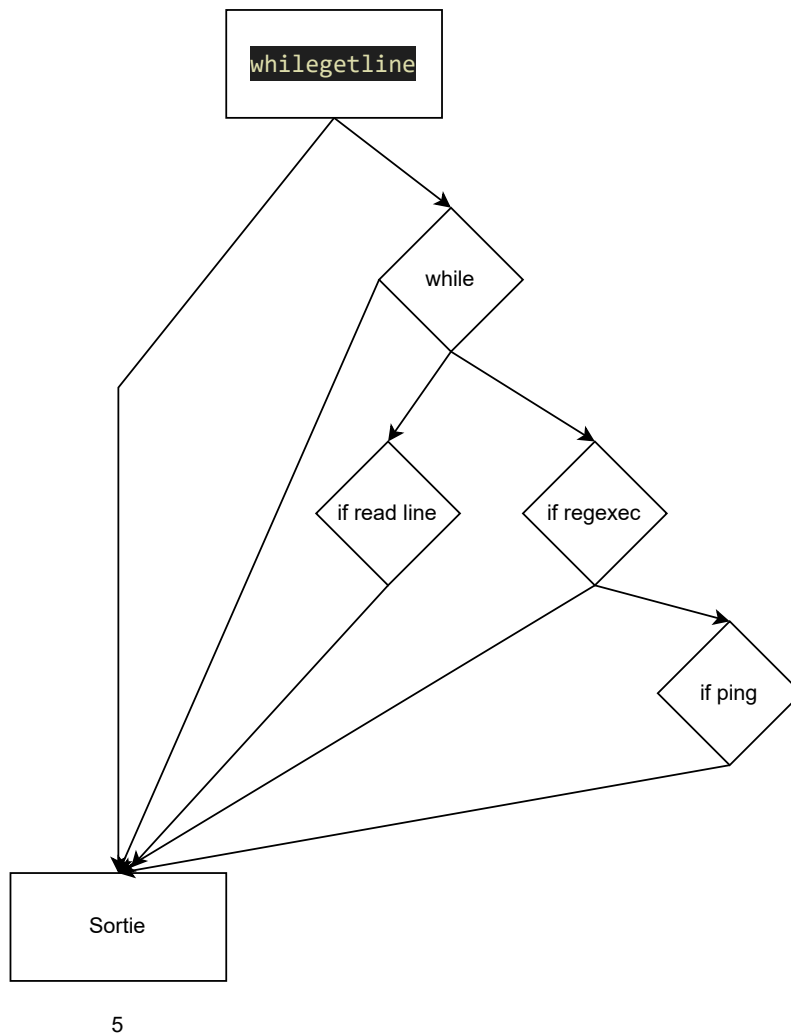 whilegetline
while
if read line
if regexec
if ping
Sortie
5